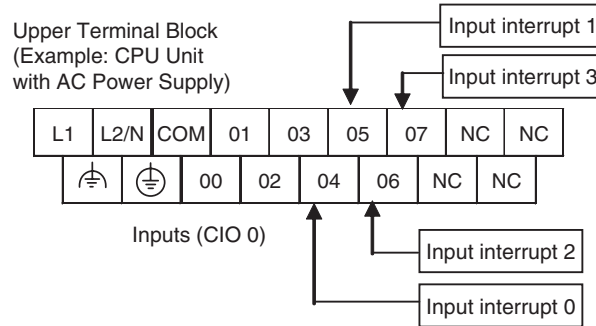 Upper Terminal Block
(Example: CPU Unit
with AC Power Supply)
Input interrupt 1
Input interrupt 3
L1 L2/N COM 01 03 05 07 NC NC
00 02 04 06 NC NC
Inputs (CIO 0)
Input interrupt 2
Input interrupt 0